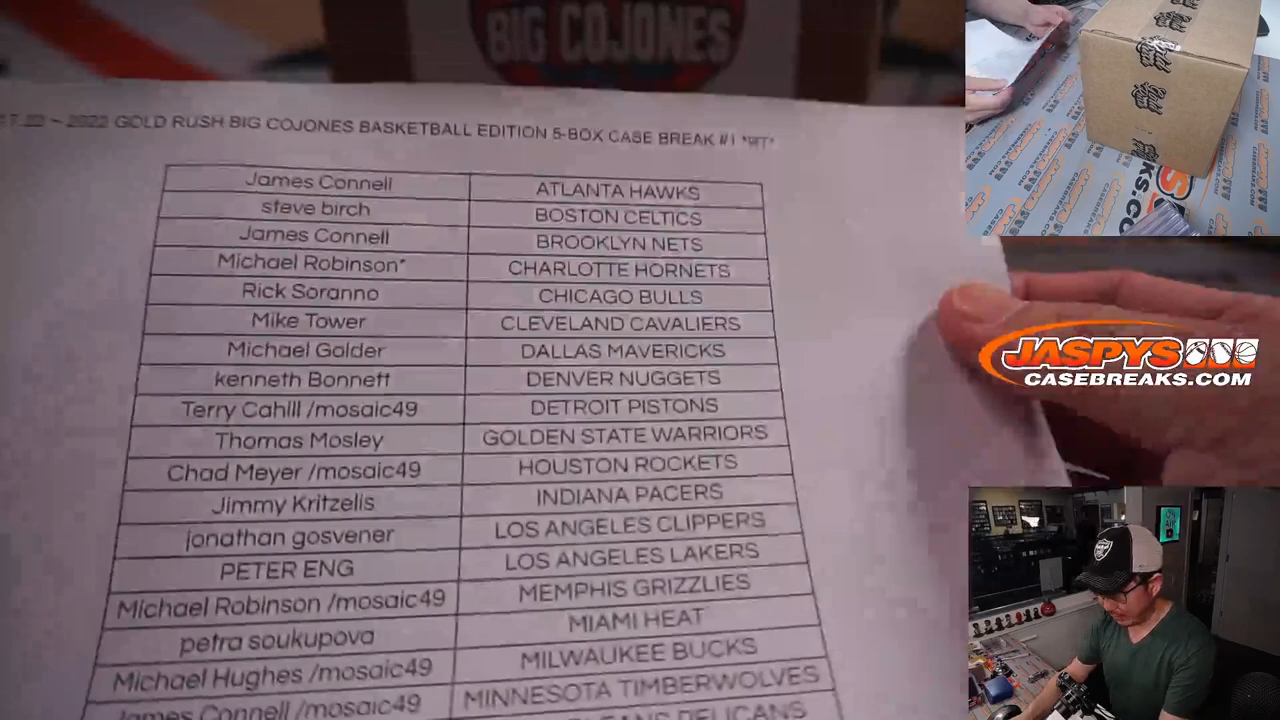 BIG COJONES
2022 GOLD RUSH BIG COJONES BASKETBALL EDITION 5-BOX CASE BREAK #1
James Connell ATLANTA HAWKS
steve birch BOSTON CELTICS
James Connell BROOKLYN NETS
Michael Robinson* CHARLOTTE HORNETS
Rick Soranno CHICAGO BULLS
Mike Tower CLEVELAND CAVALIERS
Michael Golder DALLAS MAVERICKS
kenneth Bonnett DENVER NUGGETS
Terry Cahill /mosaic49 DETROIT PISTONS
Thomas Mosley GOLDEN STATE WARRIORS
Chad Meyer /mosaic49 HOUSTON ROCKETS
Jimmy Kritzelis INDIANA PACERS
jonathan gosvener LOS ANGELES CLIPPERS
PETER ENG LOS ANGELES LAKERS
Michael Robinson /mosaic49 MEMPHIS GRIZZLIES
petra soukupova MIAMI HEAT
Michael Hughes /mosaic49 MILWAUKEE BUCKS
James Connell /mosaic49 MINNESOTA TIMBERWOLVES
PELICANS
JASPYS
CASEBREAKS.COM
ON AIR